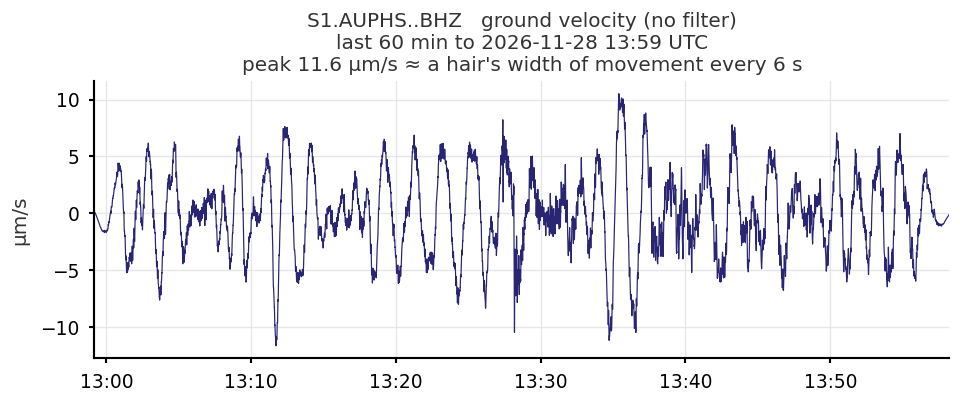 S1.AUPHS..BHZ   ground velocity (no filter)
last 60 min to 2026-11-28 13:59 UTC
peak 11.6 μm/s ≈ a hair's width of movement every 6 s
10
5
0
−5
−10
μm/s
13:00
13:10
13:20
13:30
13:40
13:50